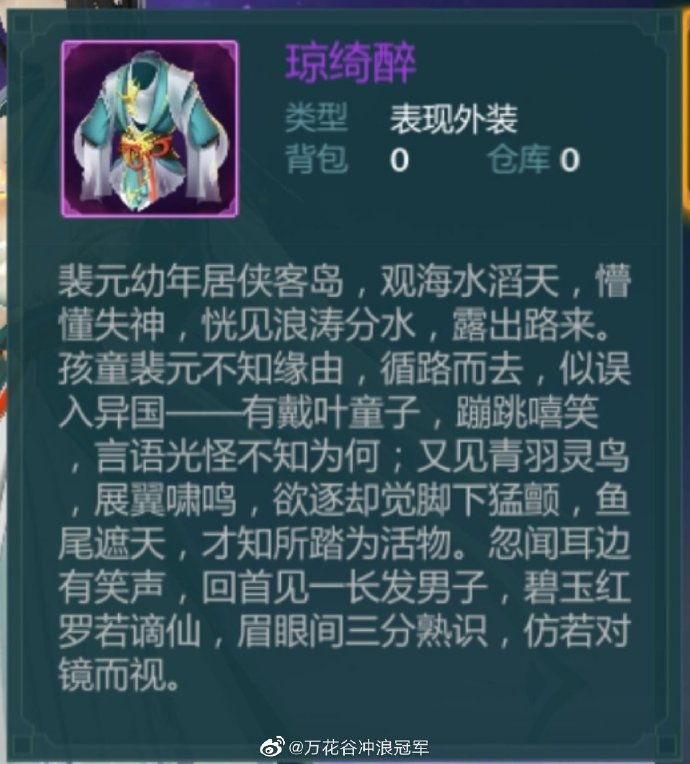 琼绮醉
类型 表现外装
背包 0 仓库 0
裴元幼年居侠客岛，观海水滔天，懵
懂失神，恍见浪涛分水，露出路来。
孩童裴元不知缘由，循路而去，似误
入异国——有戴叶童子，蹦跳嘻笑
，言语光怪不知为何；又见青羽灵鸟
，展翼啸鸣，欲逐却觉脚下猛颤，鱼
尾遮天，才知所踏为活物。忽闻耳边
有笑声，回首见一长发男子，碧玉红
罗若谪仙，眉眼间三分熟识，仿若对
镜而视。
@万花谷冲浪冠军